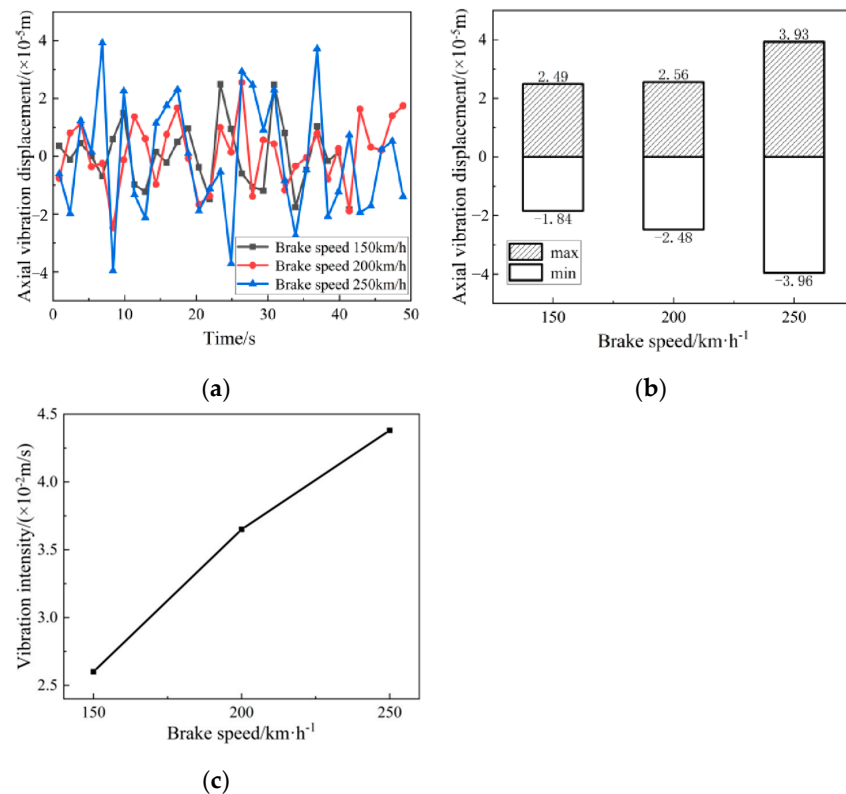 Axial vibration displacement/(×10⁻⁵m)
4
2
0
−2
−4
Brake speed 150km/h
Brake speed 200km/h
Brake speed 250km/h
0 10 20 30 40 50
Time/s
(a)
Axial vibration displacement/(×10⁻⁵m)
4
2
0
−2
−4
2.49
2.56
3.93
−1.84
−2.48
−3.96
max
min
150 200 250
Brake speed/km·h⁻¹
(b)
Vibration intensity/(×10⁻²m/s)
4.5
4.0
3.5
3.0
2.5
150 200 250
Brake speed/km·h⁻¹
(c)